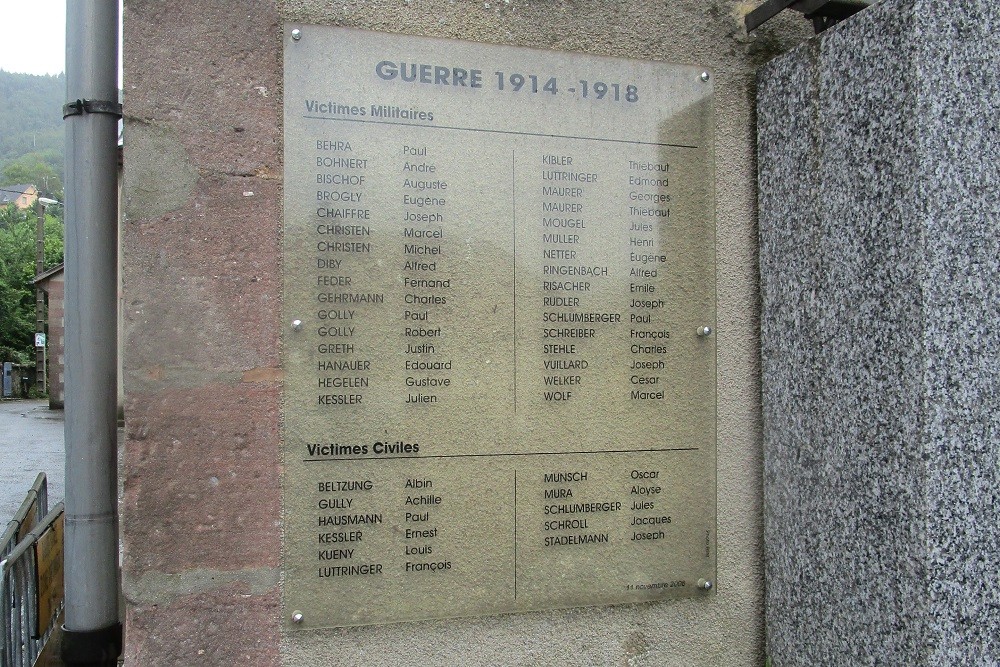 GUERRE 1914 - 1918
Victimes Militaires
BEHRA Paul
BOHNERT André
BISCHOF Auguste
BROGLY Eugène
CHAIFFRE Joseph
CHRISTEN Marcel
CHRISTEN Michel
DIBY Alfred
FEDER Fernand
GEHRMANN Charles
GOLLY Paul
GOLLY Robert
GRETH Justin
HANAUER Edouard
HEGELEN Gustave
KESSLER Julien
KIBLER Thiebaut
LUTTRINGER Edmond
MAURER Georges
MAURER Thiebaut
MOUGEL Jules
MULLER Henri
NETTER Eugène
RINGENBACH Alfred
RISACHER Emile
RUDLER Joseph
SCHLUMBERGER Paul
SCHREIBER François
STEHLE Charles
VUILLARD Joseph
WELKER César
WOLF Marcel
Victimes Civiles
BELTZUNG Albin
GULLY Achille
HAUSMANN Paul
KESSLER Ernest
KUENY Louis
LUTTRINGER François
MUNSCH Oscar
MURA Aloyse
SCHLUMBERGER Jules
SCHROLL Jacques
STADELMANN Joseph
11 novembre 2008